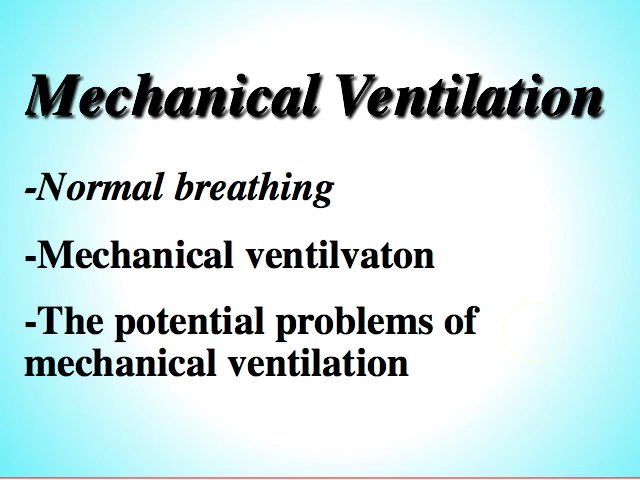 Mechanical Ventilation
-Normal breathing
-Mechanical ventilvaton
-The potential problems of
mechanical ventilation